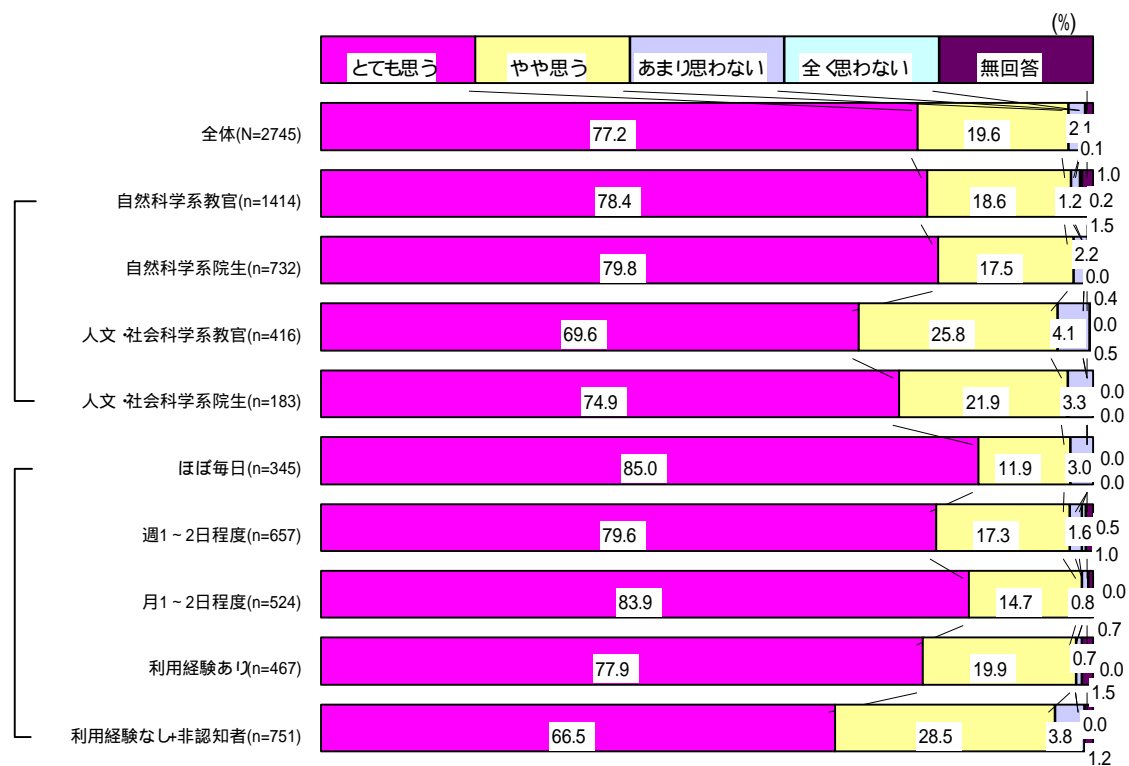 (%)
とても思う やや思う あまり思わない 全く思わない 無回答
全体(N=2745) 77.2 19.6 2.1 1
0.1
自然科学系教官(n=1414) 78.4 18.6 1.2 1.0
0.2
1.5
自然科学系院生(n=732) 79.8 17.5 2.2
0.0
0.4
人文・社会科学系教官(n=416) 69.6 25.8 4.1 0.0
0.5
人文・社会科学系院生(n=183) 74.9 21.9 3.3 0.0
0.0
ほぼ毎日(n=345) 85.0 11.9 3.0 0.0
0.0
週1~2日程度(n=657) 79.6 17.3 1.6 0.5
1.0
月1~2日程度(n=524) 83.9 14.7 0.8 0.0
0.7
利用経験あり(n=467) 77.9 19.9 0.7 0.0
1.5
利用経験なし+非認知者(n=751) 66.5 28.5 3.8 0.0
1.2